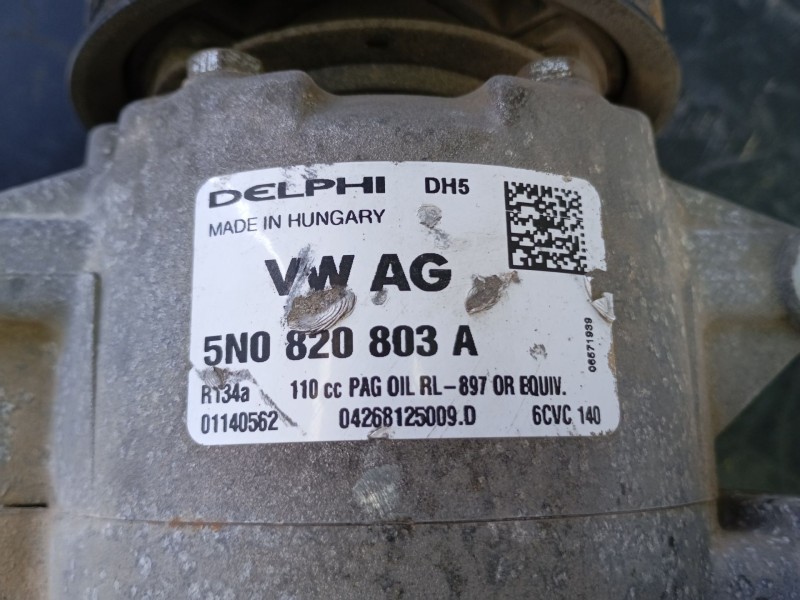 DELPHI DH5
MADE IN HUNGARY
VW AG
5N0 820 803 A
R134a 110 cc PAG OIL RL-897 OR EQUIV.
01140562 04268125009.D 6CVC 140
06571939